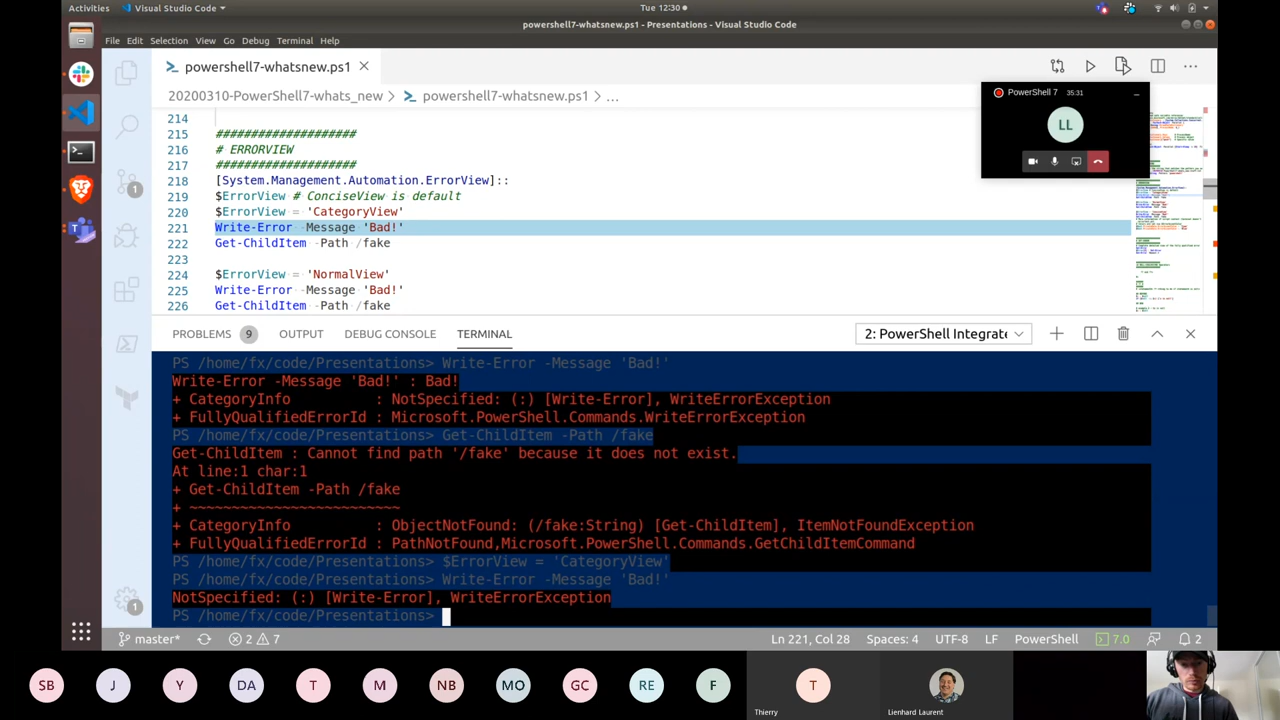 Activities
Visual Studio Code
Tue 12:30
powershell7-whatsnew.ps1 - Presentations - Visual Studio Code
File Edit Selection View Go Debug Terminal Help
powershell7-whatsnew.ps1
20200310-PowerShell7-whats_new > powershell7-whatsnew.ps1 > ...
PowerShell 7 35:31
LL
214
215 ###################
216 # ERRORVIEW
217 ###################
218 [System.Management.Automation.ErrorView]::
219 $ErrorView # ConciseView is default
220 $ErrorView = 'CategoryView'
221 Write-Error -Message 'Bad!'
222 Get-ChildItem -Path /fake
223
224 $ErrorView = 'NormalView'
225 Write-Error -Message 'Bad!'
226 Get-ChildItem -Path /fake
PROBLEMS 9 OUTPUT DEBUG CONSOLE TERMINAL
2: PowerShell Integrate
PS /home/fx/code/Presentations> Write-Error -Message 'Bad!'
Write-Error -Message 'Bad!' : Bad!
+ CategoryInfo : NotSpecified: (:) [Write-Error], WriteErrorException
+ FullyQualifiedErrorId : Microsoft.PowerShell.Commands.WriteErrorException
PS /home/fx/code/Presentations> Get-ChildItem -Path /fake
Get-ChildItem : Cannot find path '/fake' because it does not exist.
At line:1 char:1
+ Get-ChildItem -Path /fake
+ ~~~~~~~~~~~~~~~~~~~~~~~~~
+ CategoryInfo : ObjectNotFound: (/fake:String) [Get-ChildItem], ItemNotFoundException
+ FullyQualifiedErrorId : PathNotFound,Microsoft.PowerShell.Commands.GetChildItemCommand
PS /home/fx/code/Presentations> $ErrorView = 'CategoryView'
PS /home/fx/code/Presentations> Write-Error -Message 'Bad!'
NotSpecified: (:) [Write-Error], WriteErrorException
PS /home/fx/code/Presentations>
1
1
master* 2 7
Ln 221, Col 28 Spaces: 4 UTF-8 LF PowerShell 7.0 2
SB J Y DA T M NB MO GC RE F T
Thierry
Lienhard Laurent